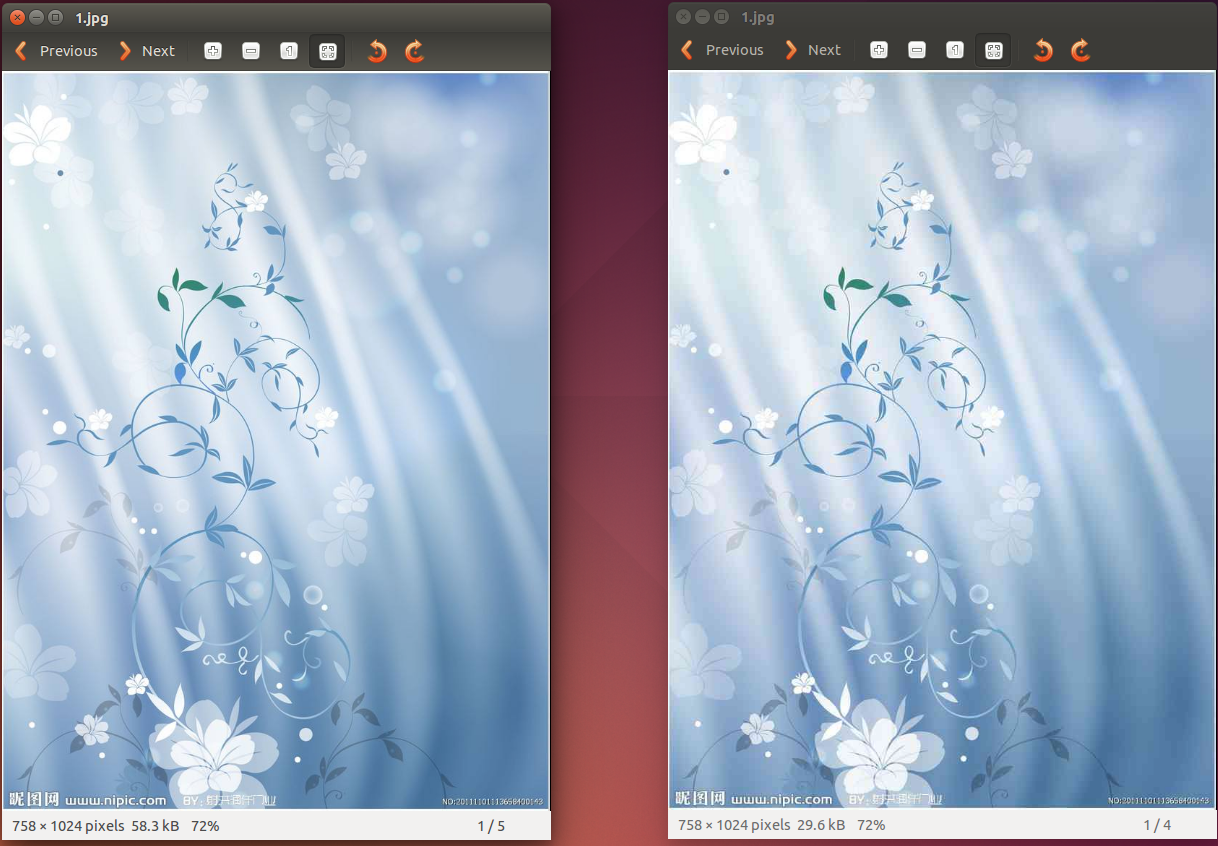 1.jpg
Previous
Next
昵图网 www.nipic.com
BY:
NO:20111101113658400143
758 × 1024 pixels 58.3 kB 72%
1 / 5
1.jpg
Previous
Next
昵图网 www.nipic.com
BY:
NO:20111101113658400143
758 × 1024 pixels 29.6 kB 72%
1 / 4